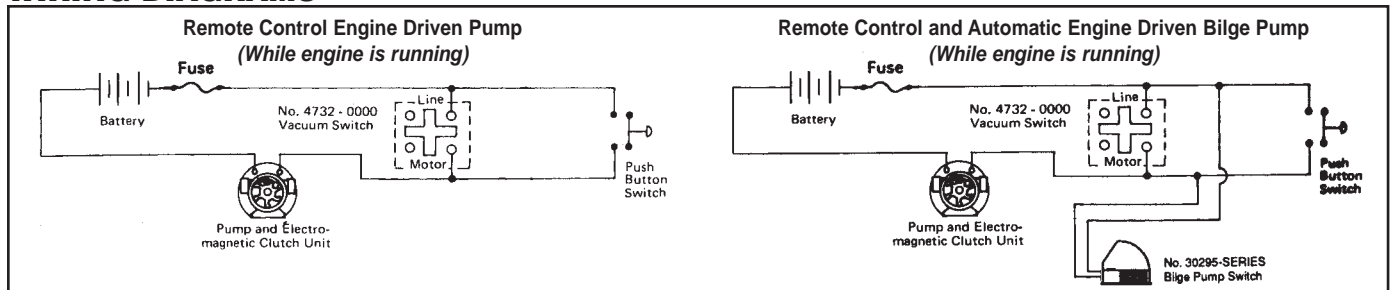 Remote Control Engine Driven Pump
(While engine is running)
Fuse
Battery
No. 4732 - 0000
Vacuum Switch
Line
Motor
Push
Button
Switch
Pump and Electro-
magnetic Clutch Unit
Remote Control and Automatic Engine Driven Bilge Pump
(While engine is running)
Fuse
Battery
No. 4732 - 0000
Vacuum Switch
Line
Motor
Push
Button
Switch
Pump and Electro-
magnetic Clutch Unit
No. 30295-SERIES
Bilge Pump Switch